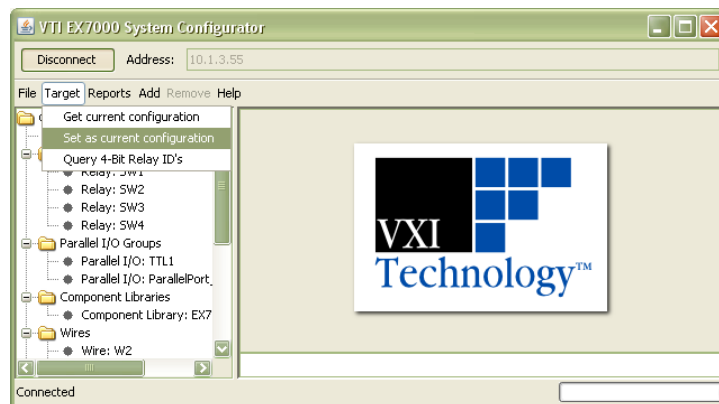 VTI EX7000 System Configurator
Disconnect Address: 10.1.3.55
File Target Reports Add Remove Help
Get current configuration
Set as current configuration
Query 4-Bit Relay ID's
Relay: SW1
Relay: SW2
Relay: SW3
Relay: SW4
Parallel I/O Groups
Parallel I/O: TTL1
Parallel I/O: ParallelPort_
Component Libraries
Component Library: EX7
Wires
Wire: W2
VXI
Technology™
Connected